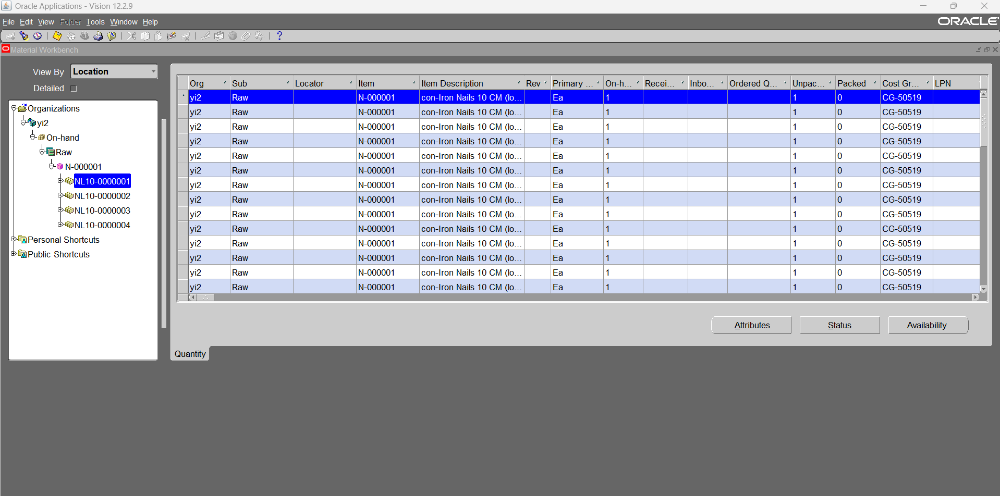 Oracle Applications - Vision 12.2.9
File Edit View Folder Tools Window Help
ORACLE
Material Workbench
View By Location
Detailed
Organizations
yi2
On-hand
Raw
N-000001
NL10-0000001
NL10-0000002
NL10-0000003
NL10-0000004
Personal Shortcuts
Public Shortcuts
Org Sub Locator Item Item Description Rev Primary ... On-h... Recei... Inbo... Ordered Q... Unpac... Packed Cost Gr... LPN
yi2 Raw N-000001 con-Iron Nails 10 CM (lo... Ea 1 1 0 CG-50519
yi2 Raw N-000001 con-Iron Nails 10 CM (lo... Ea 1 1 0 CG-50519
yi2 Raw N-000001 con-Iron Nails 10 CM (lo... Ea 1 1 0 CG-50519
yi2 Raw N-000001 con-Iron Nails 10 CM (lo... Ea 1 1 0 CG-50519
yi2 Raw N-000001 con-Iron Nails 10 CM (lo... Ea 1 1 0 CG-50519
yi2 Raw N-000001 con-Iron Nails 10 CM (lo... Ea 1 1 0 CG-50519
yi2 Raw N-000001 con-Iron Nails 10 CM (lo... Ea 1 1 0 CG-50519
yi2 Raw N-000001 con-Iron Nails 10 CM (lo... Ea 1 1 0 CG-50519
yi2 Raw N-000001 con-Iron Nails 10 CM (lo... Ea 1 1 0 CG-50519
yi2 Raw N-000001 con-Iron Nails 10 CM (lo... Ea 1 1 0 CG-50519
yi2 Raw N-000001 con-Iron Nails 10 CM (lo... Ea 1 1 0 CG-50519
yi2 Raw N-000001 con-Iron Nails 10 CM (lo... Ea 1 1 0 CG-50519
yi2 Raw N-000001 con-Iron Nails 10 CM (lo... Ea 1 1 0 CG-50519
yi2 Raw N-000001 con-Iron Nails 10 CM (lo... Ea 1 1 0 CG-50519
Attributes Status Availability
Quantity